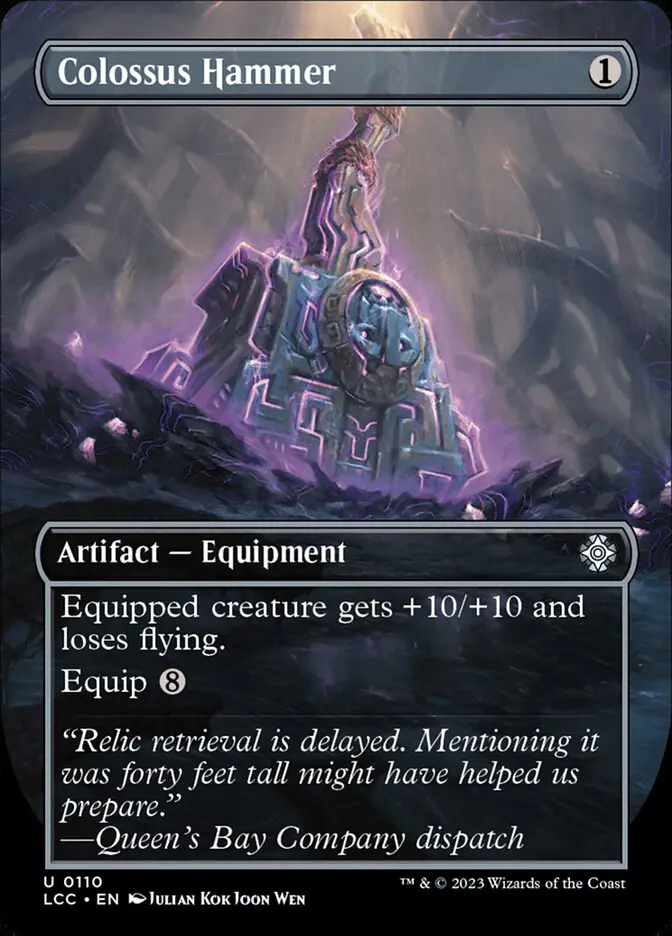 Colossus Hammer
1
Artifact — Equipment
Equipped creature gets +10/+10 and
loses flying.
Equip 8
“Relic retrieval is delayed. Mentioning it
was forty feet tall might have helped us
prepare.”
—Queen’s Bay Company dispatch
U 0110
LCC • EN Julian Kok Joon Wen
™ & © 2023 Wizards of the Coast